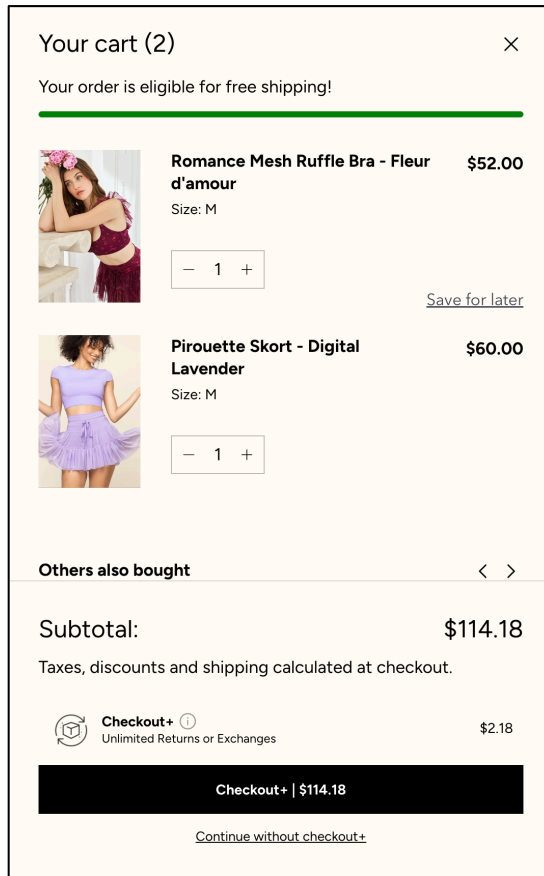 Your cart (2)
Your order is eligible for free shipping!
Romance Mesh Ruffle Bra - Fleur
d'amour
$52.00
Size: M
1
Save for later
Pirouette Skort - Digital
Lavender
$60.00
Size: M
1
Others also bought
Subtotal:
$114.18
Taxes, discounts and shipping calculated at checkout.
Checkout+
Unlimited Returns or Exchanges
$2.18
Checkout+ | $114.18
Continue without checkout+